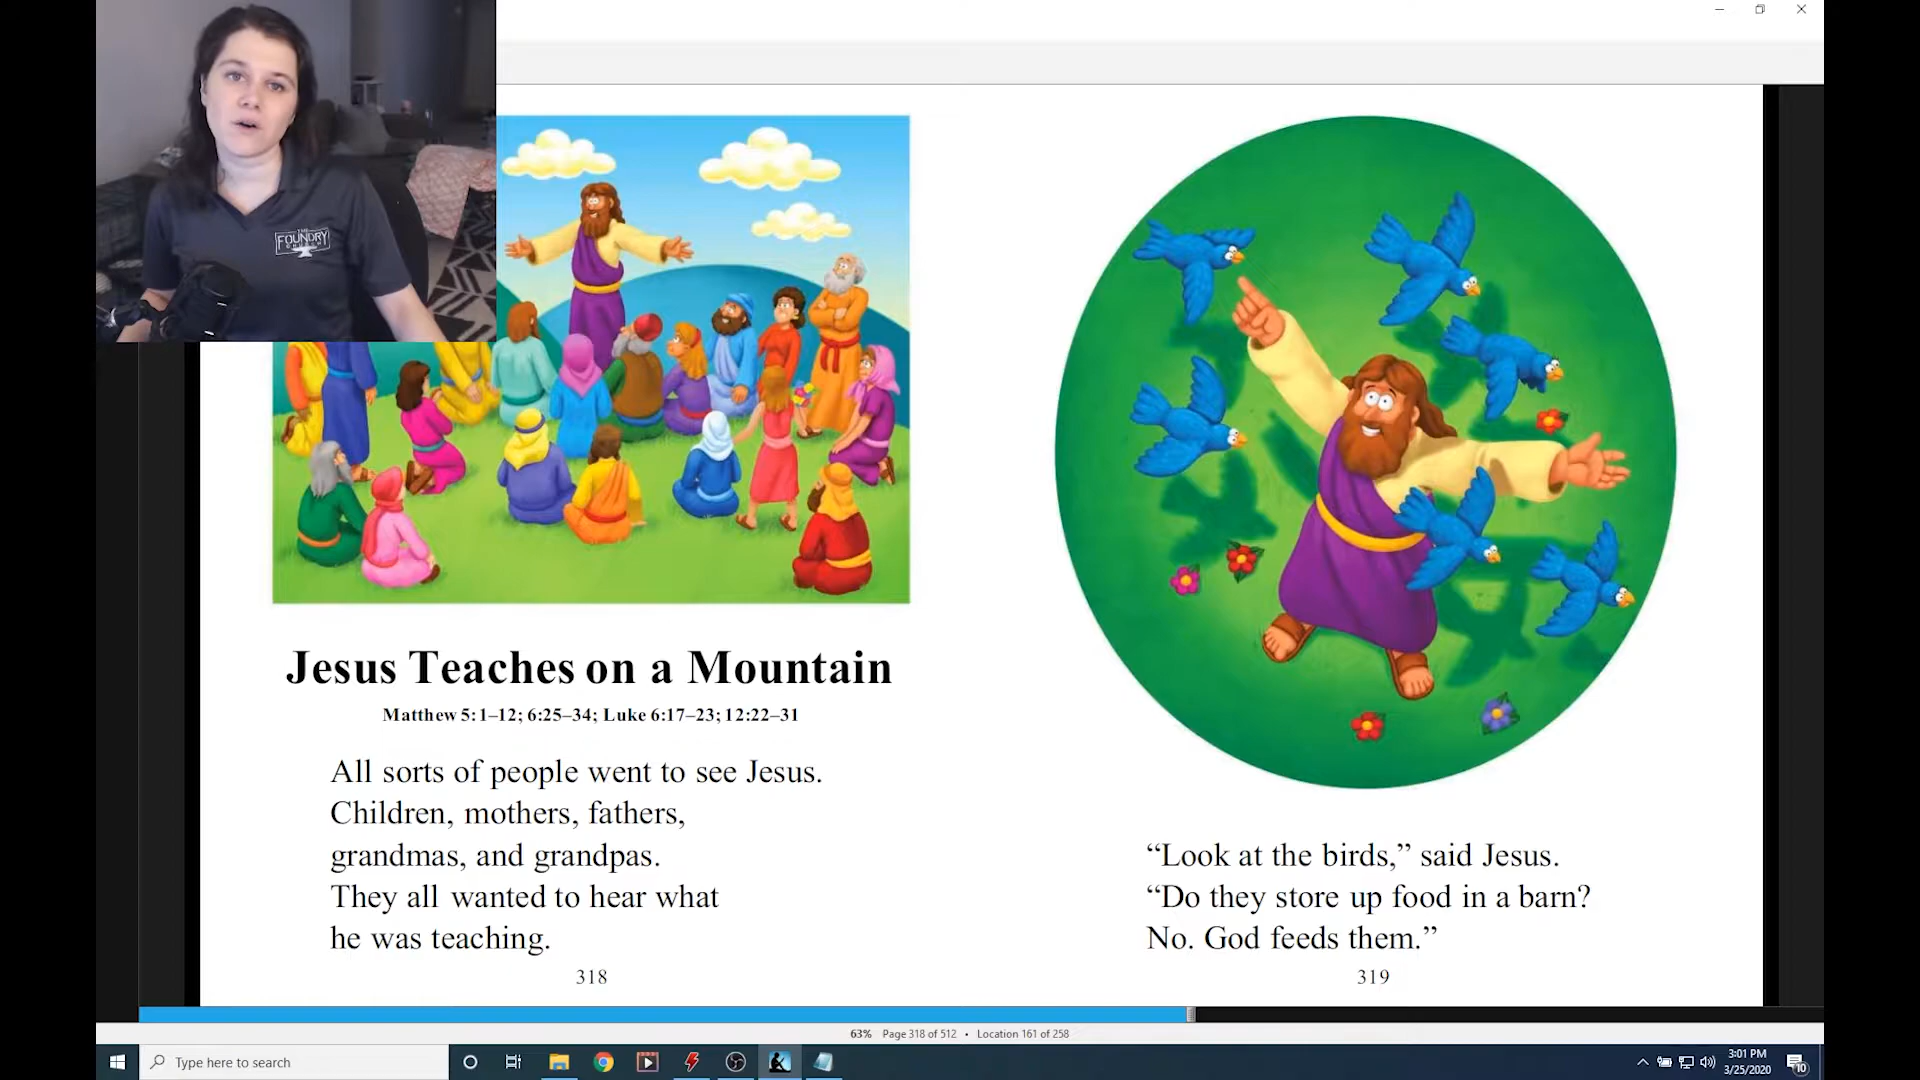 THE
FOUNDRY
CHURCH
Jesus Teaches on a Mountain
Matthew 5:1–12; 6:25–34; Luke 6:17–23; 12:22–31
All sorts of people went to see Jesus.
Children, mothers, fathers,
grandmas, and grandpas.
They all wanted to hear what
he was teaching.
318
“Look at the birds,” said Jesus.
“Do they store up food in a barn?
No. God feeds them.”
319
63% Page 318 of 512 • Location 161 of 258
Type here to search
3:01 PM
3/25/2020
10